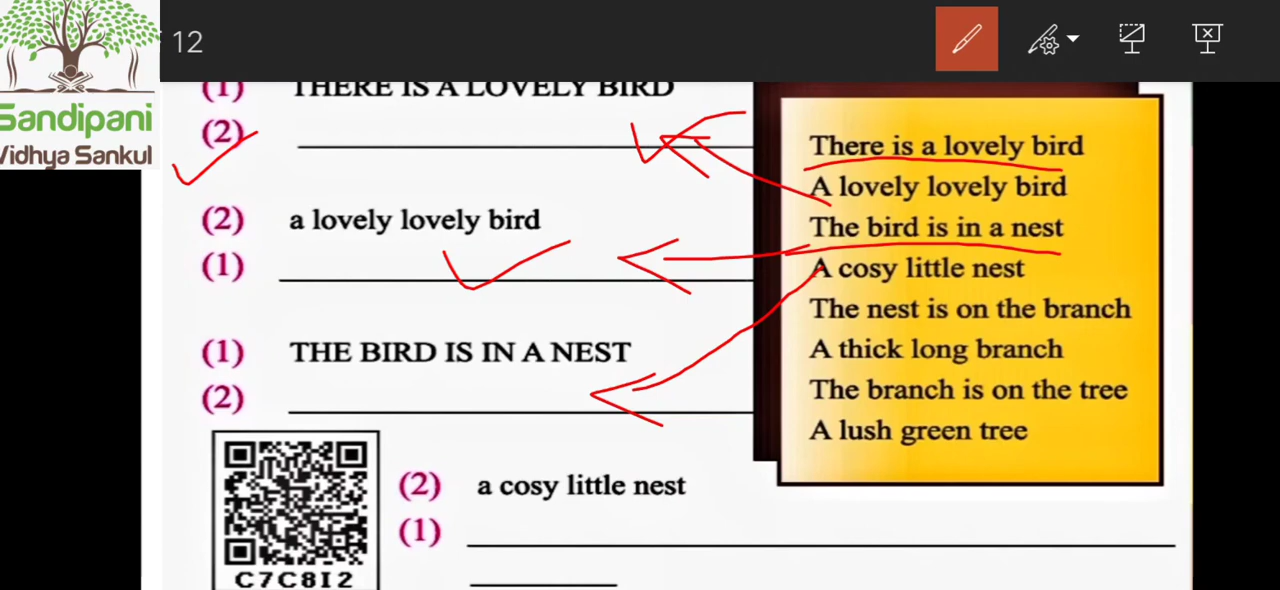 Sandipani
Vidhya Sankul
12
(1) THERE IS A LOVELY BIRD
(2)
(2) a lovely lovely bird
(1)
(1) THE BIRD IS IN A NEST
(2)
(2) a cosy little nest
(1)
C7C8I2
There is a lovely bird
A lovely lovely bird
The bird is in a nest
A cosy little nest
The nest is on the branch
A thick long branch
The branch is on the tree
A lush green tree